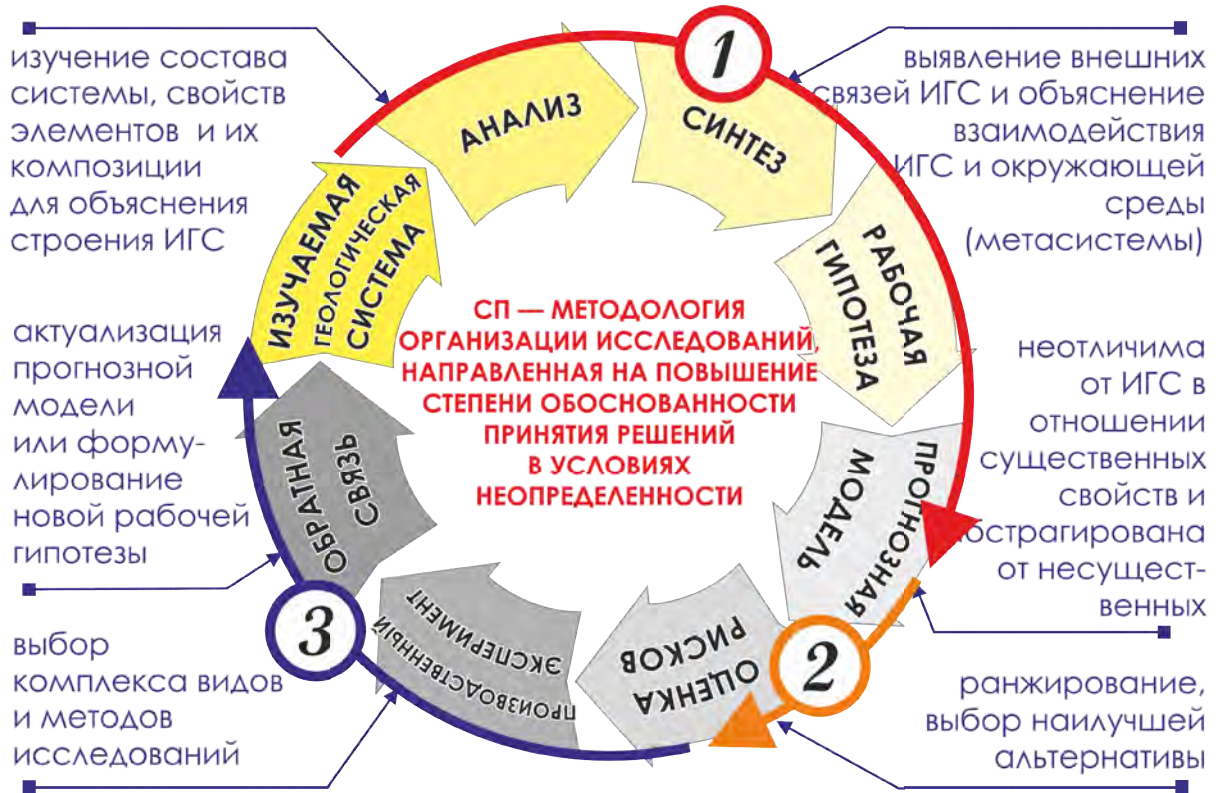 изучение состава
системы, свойств
элементов и их
композиции
для объяснения
строения ИГС
1
выявление внешних
связей ИГС и объяснение
взаимодействия
ИГС и окружающей
среды
(метасистемы)
АНАЛИЗ
СИНТЕЗ
РАБОЧАЯ
ГИПОТЕЗА
ПРОГНОЗНАЯ
МОДЕЛЬ
ОЦЕНКА
РИСКОВ
ПРОИЗВОДСТВЕННЫЙ
ЭКСПЕРИМЕНТ
ОБРАТНАЯ
СВЯЗЬ
ИЗУЧАЕМАЯ
ГЕОЛОГИЧЕСКАЯ
СИСТЕМА
СП — МЕТОДОЛОГИЯ
ОРГАНИЗАЦИИ ИССЛЕДОВАНИЙ,
НАПРАВЛЕННАЯ НА ПОВЫШЕНИЕ
СТЕПЕНИ ОБОСНОВАННОСТИ
ПРИНЯТИЯ РЕШЕНИЙ
В УСЛОВИЯХ
НЕОПРЕДЕЛЕННОСТИ
неотличима
от ИГС в
отношении
существенных
свойств и
абстрагирована
от несущест-
венных
2
ранжирование,
выбор наилучшей
альтернативы
3
актуализация
прогнозной
модели
или форму-
лирование
новой рабочей
гипотезы
выбор
комплекса видов
и методов
исследований